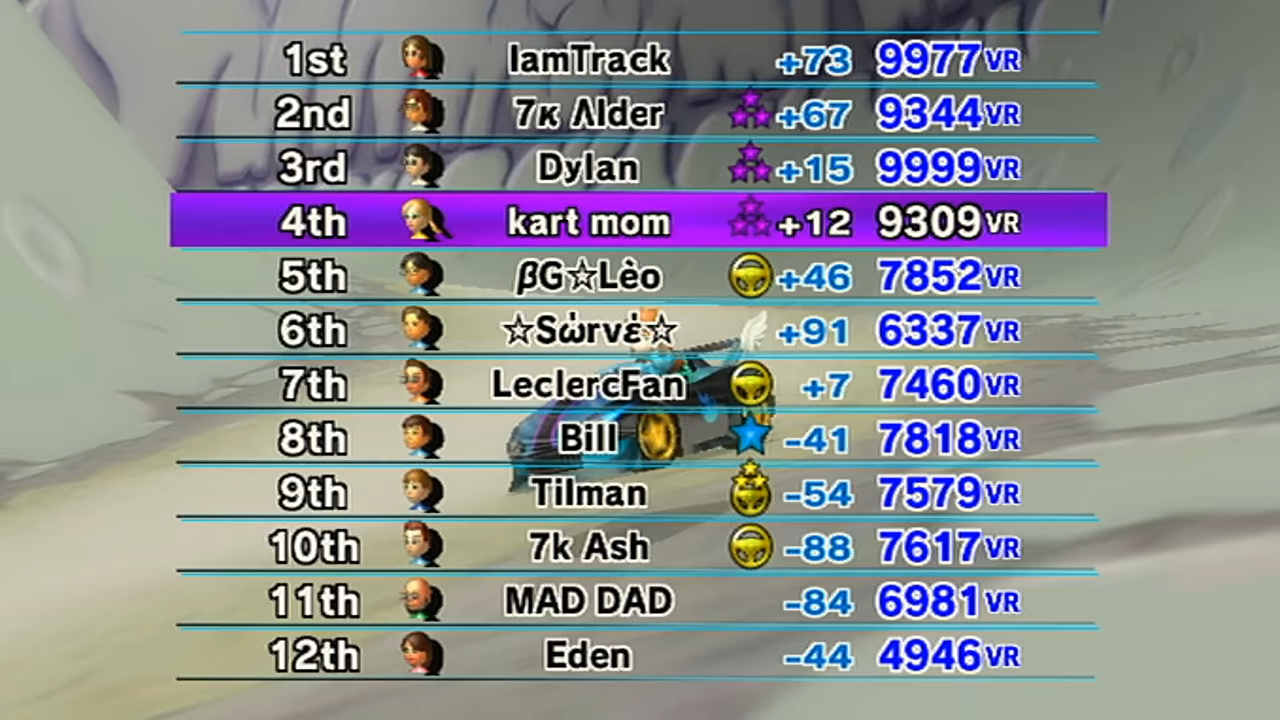 1st IamTrack +73 9977VR
2nd 7ĸ Λlder +67 9344VR
3rd Dylan +15 9999VR
4th kart mom +12 9309VR
5th βG☆Lèo +46 7852VR
6th ☆Sώrvἐ☆ +91 6337VR
7th LeclercFan +7 7460VR
8th Bill -41 7818VR
9th Tilman -54 7579VR
10th 7k Ash -88 7617VR
11th MAD DAD -84 6981VR
12th Eden -44 4946VR